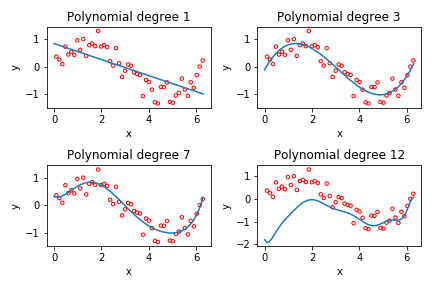 Polynomial degree 1
1
0
−1
y
0 2 4 6
x
Polynomial degree 3
1
0
−1
y
0 2 4 6
x
Polynomial degree 7
1
0
−1
y
0 2 4 6
x
Polynomial degree 12
1
0
−1
−2
y
0 2 4 6
x